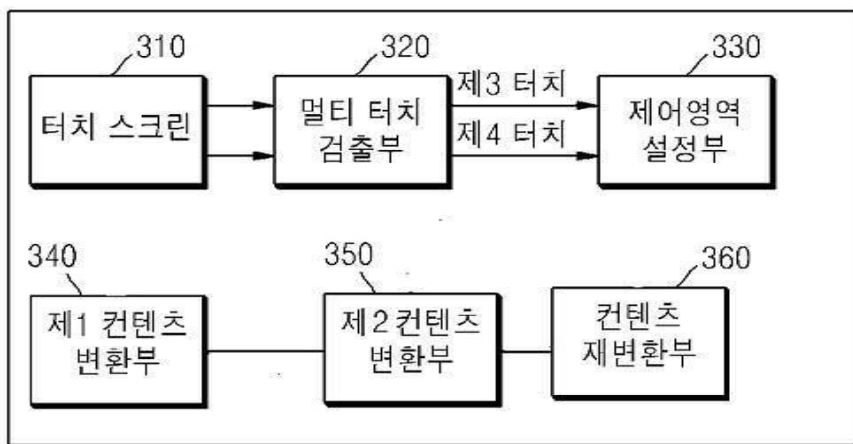 310
320
330
터치 스크린
멀티 터치
검출부
제3 터치
제4 터치
제어영역
설정부
340
350
360
제1 컨텐츠
변환부
제2 컨텐츠
변환부
컨텐츠
재변환부